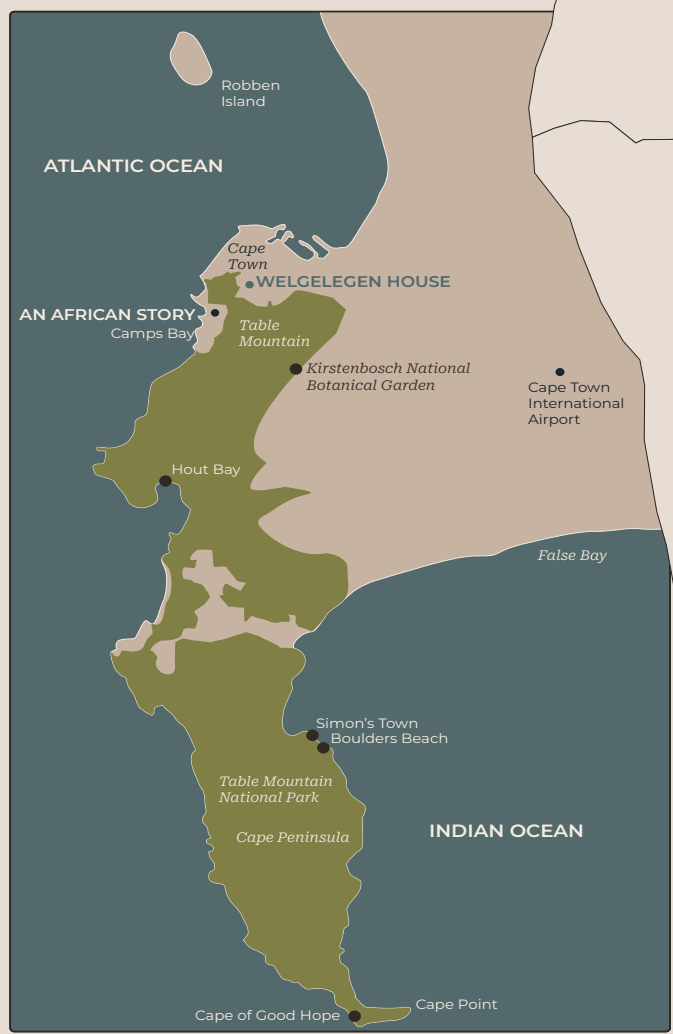 Robben
Island
ATLANTIC OCEAN
Cape
Town
WELGELEGEN HOUSE
AN AFRICAN STORY
Camps Bay
Table
Mountain
Kirstenbosch National
Botanical Garden
Cape Town
International
Airport
Hout Bay
False Bay
Simon’s Town
Boulders Beach
Table Mountain
National Park
INDIAN OCEAN
Cape Peninsula
Cape Point
Cape of Good Hope